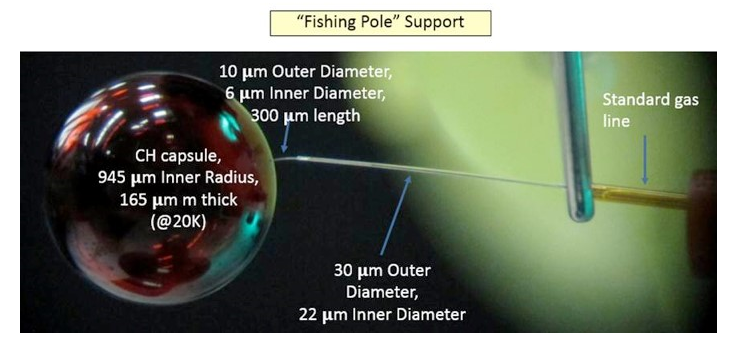 “Fishing Pole” Support
10 μm Outer Diameter,
6 μm Inner Diameter,
300 μm length
Standard gas
line
CH capsule,
945 μm Inner Radius,
165 μm m thick
(@20K)
30 μm Outer
Diameter,
22 μm Inner Diameter